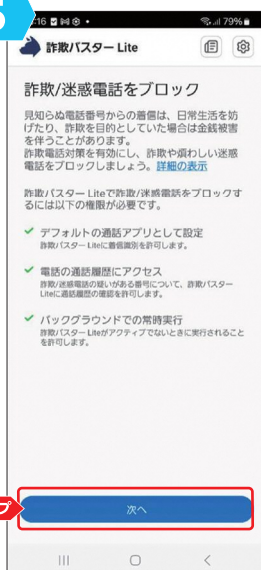 :16
79%
詐欺バスター Lite
詐欺/迷惑電話をブロック
見知らぬ電話番号からの着信は、日常生活を妨
げたり、詐欺を目的としていた場合は金銭被害
を伴うことがあります。
詐欺電話対策を有効にし、詐欺や煩わしい迷惑
電話をブロックしましょう。詳細の表示
詐欺バスター Liteで詐欺/迷惑電話をブロックす
るには以下の権限が必要です。
デフォルトの通話アプリとして設定
詐欺バスター Liteに着信識別を許可します。
電話の通話履歴にアクセス
詐欺/迷惑電話の疑いがある番号について、詐欺バスター
Liteに通話履歴の確認を許可します。
バックグラウンドでの常時実行
詐欺バスター Liteがアクティブでないときに実行されること
を許可します。
プ
次へ